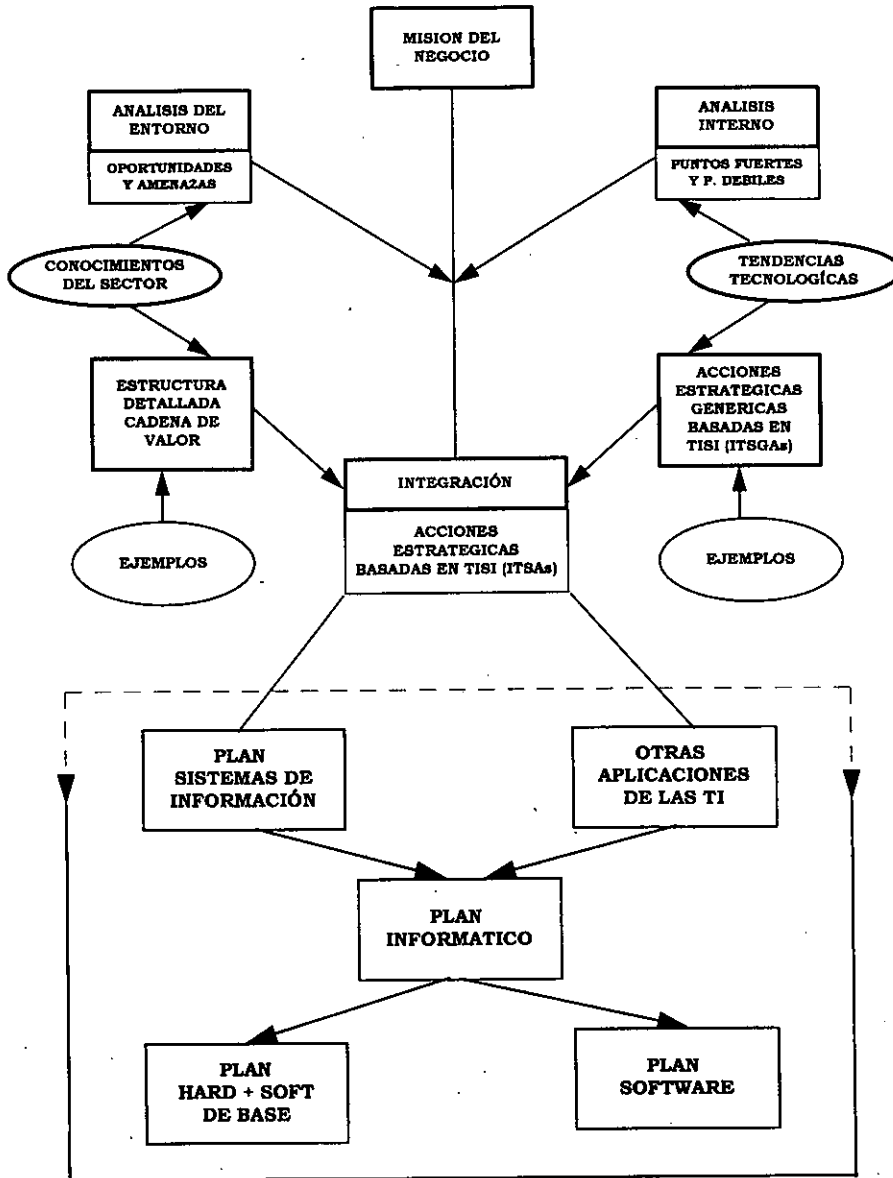 MISION DEL
NEGOCIO
ANALISIS DEL
ENTORNO
OPORTUNIDADES
Y AMENAZAS
ANALISIS
INTERNO
PUNTOS FUERTES
Y P. DEBILES
CONOCIMIENTOS
DEL SECTOR
TENDENCIAS
TECNOLOGÍCAS
ESTRUCTURA
DETALLADA
CADENA DE
VALOR
ACCIONES
ESTRATEGICAS
GENERICAS
BASADAS EN
TISI (ITSGAs)
INTEGRACIÓN
ACCIONES
ESTRATEGICAS
BASADAS EN TISI (ITSAs)
EJEMPLOS
EJEMPLOS
PLAN
SISTEMAS DE
INFORMACIÓN
OTRAS
APLICACIONES
DE LAS TI
PLAN
INFORMATICO
PLAN
HARD + SOFT
DE BASE
PLAN
SOFTWARE